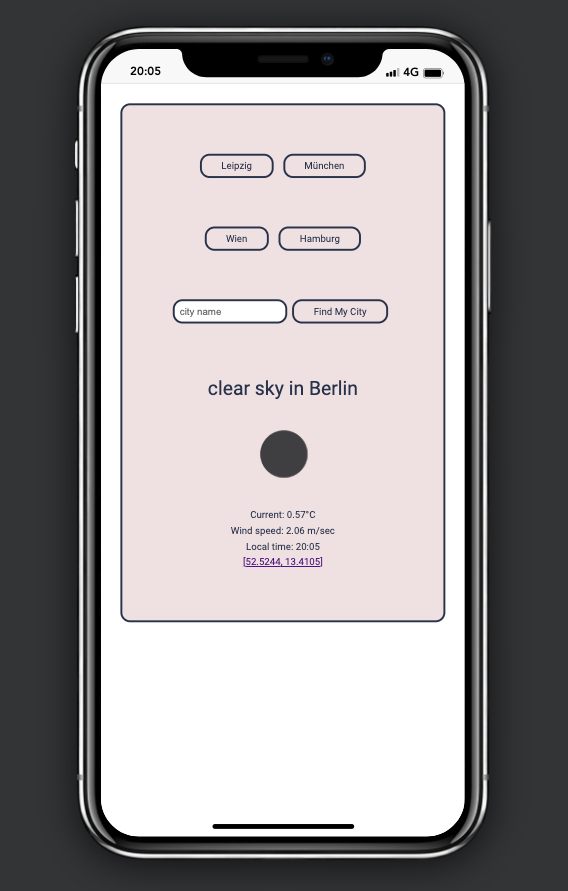 20:05 4G
Leipzig München
Wien Hamburg
city name Find My City
clear sky in Berlin
Current: 0.57°C
Wind speed: 2.06 m/sec
Local time: 20:05
[52.5244, 13.4105]